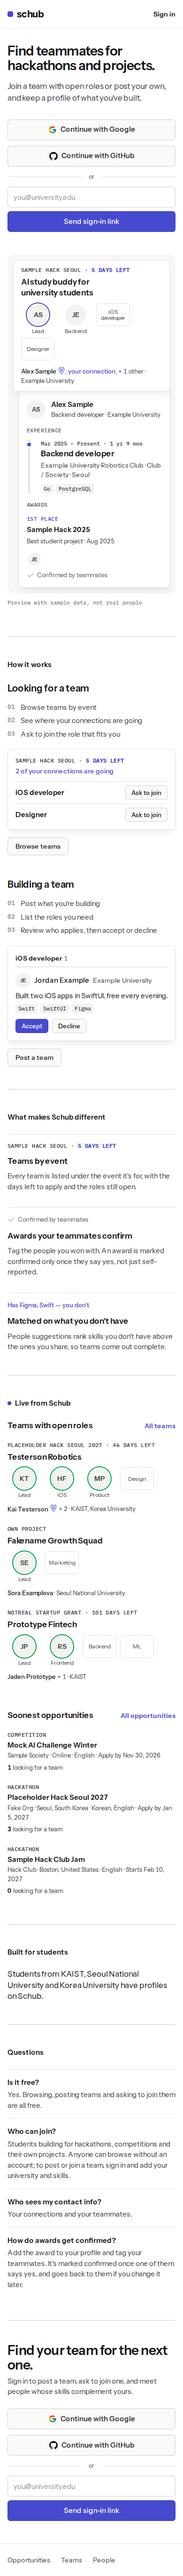 schub
Sign in
Find teammates for
hackathons and projects.
Join a team with open roles or post your own,
and keep a profile of what you've built.
Continue with Google
Continue with GitHub
or
you@university.edu
Send sign-in link
SAMPLE HACK SEOUL · 5 DAYS LEFT
AI study buddy for
university students
AS
JE
iOS
developer
Lead
Backend
Designer
Alex Sample , your connection, + 1 other ·
Example University
AS
Alex Sample
Backend developer · Example University
EXPERIENCE
Mar 2025 – Present · 1 yr 9 mos
Backend developer
Example University Robotics Club · Club
/ Society · Seoul
Go
PostgreSQL
AWARDS
1ST PLACE
Sample Hack 2025
Best student project · Aug 2025
JE
Confirmed by teammates
Preview with sample data, not real people
How it works
Looking for a team
01 Browse teams by event
02 See where your connections are going
03 Ask to join the role that fits you
SAMPLE HACK SEOUL · 5 DAYS LEFT
2 of your connections are going
iOS developer
Ask to join
Designer
Ask to join
Browse teams
Building a team
01 Post what you're building
02 List the roles you need
03 Review who applies, then accept or decline
iOS developer 1
JE Jordan Example Example University
Built two iOS apps in SwiftUI, free every evening.
Swift SwiftUI Figma
Accept
Decline
Post a team
What makes Schub different
SAMPLE HACK SEOUL · 5 DAYS LEFT
Teams by event
Every team is listed under the event it's for, with the
days left to apply and the roles still open.
Confirmed by teammates
Awards your teammates confirm
Tag the people you won with. An award is marked
confirmed only once they say yes, not just self-
reported.
Has Figma, Swift — you don't
Matched on what you don't have
People suggestions rank skills you don't have above
the ones you share, so teams come out complete.
Live from Schub
Teams with open roles
All teams
PLACEHOLDER HACK SEOUL 2027 · 46 DAYS LEFT
Testerson Robotics
KT
HF
MP
Design
Lead
iOS
Product
Kai Testerson + 2 · KAIST, Korea University
OWN PROJECT
Fakename Growth Squad
SE
Marketing
Lead
Sora Examplova · Seoul National University
NOTREAL STARTUP GRANT · 101 DAYS LEFT
Prototype Fintech
JP
RS
Backend
ML
Lead
Frontend
Jaden Prototype + 1 · KAIST
Soonest opportunities
All opportunities
COMPETITION
Mock AI Challenge Winter
Sample Society · Online · English · Apply by Nov 30, 2026
1 looking for a team
HACKATHON
Placeholder Hack Seoul 2027
Fake Org · Seoul, South Korea · Korean, English · Apply by Jan
5, 2027
3 looking for a team
HACKATHON
Sample Hack Club Jam
Hack Club · Boston, United States · English · Starts Feb 10,
2027
0 looking for a team
Built for students
Students from KAIST, Seoul National
University and Korea University have profiles
on Schub.
Questions
Is it free?
Yes. Browsing, posting teams and asking to join them
are all free.
Who can join?
Students building for hackathons, competitions and
their own projects. Anyone can browse without an
account; to post or join a team, sign in and add your
university and skills.
Who sees my contact info?
Your connections and your teammates.
How do awards get confirmed?
Add the award to your profile and tag your
teammates. It's marked confirmed once one of them
says yes, and goes back to them if you change it
later.
Find your team for the next
one.
Sign in to post a team, ask to join one, and meet
people whose skills complement yours.
Continue with Google
Continue with GitHub
or
you@university.edu
Send sign-in link
Opportunities
Teams
People